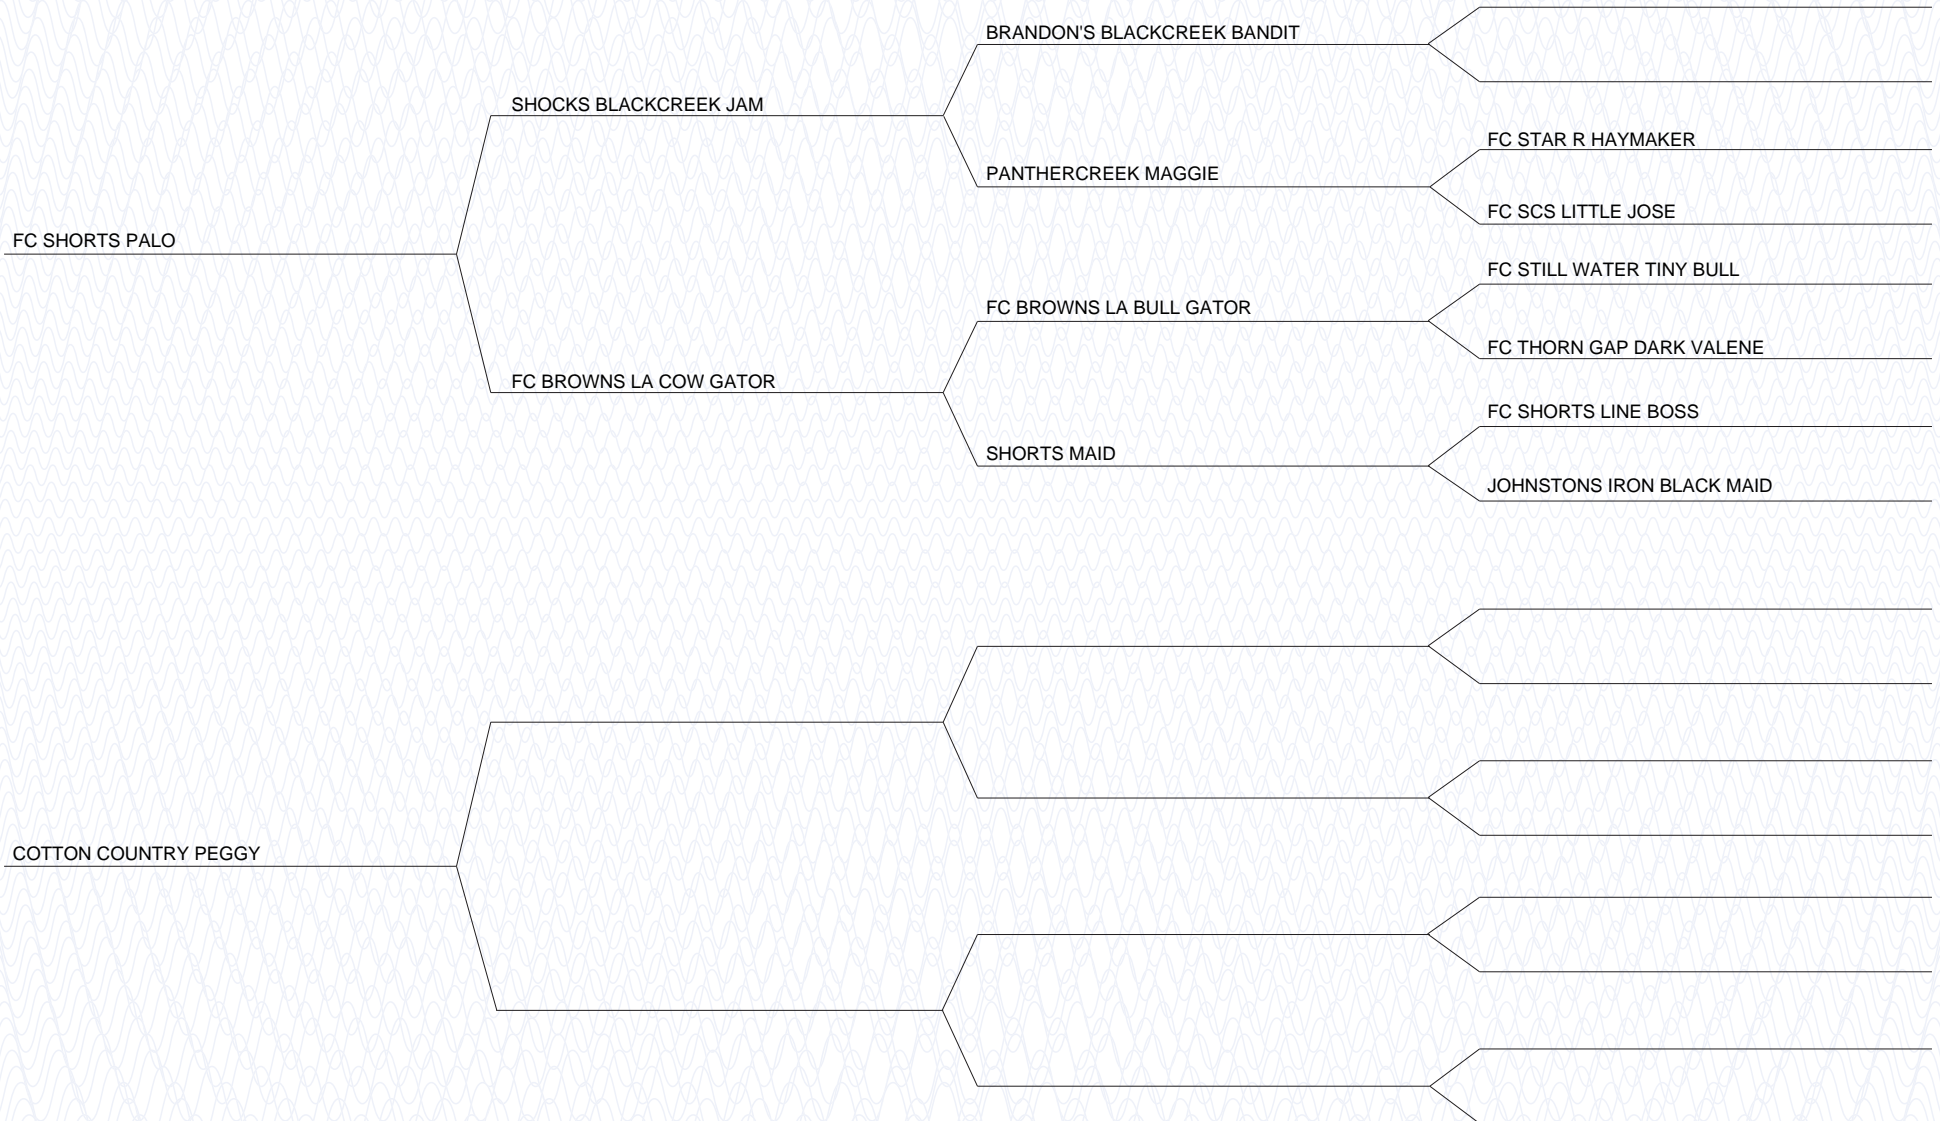 BRANDON'S BLACKCREEK BANDIT
SHOCKS BLACKCREEK JAM
FC STAR R HAYMAKER
PANTHERCREEK MAGGIE
FC SCS LITTLE JOSE
FC SHORTS PALO
FC STILL WATER TINY BULL
FC BROWNS LA BULL GATOR
FC THORN GAP DARK VALENE
FC BROWNS LA COW GATOR
FC SHORTS LINE BOSS
SHORTS MAID
JOHNSTONS IRON BLACK MAID
COTTON COUNTRY PEGGY